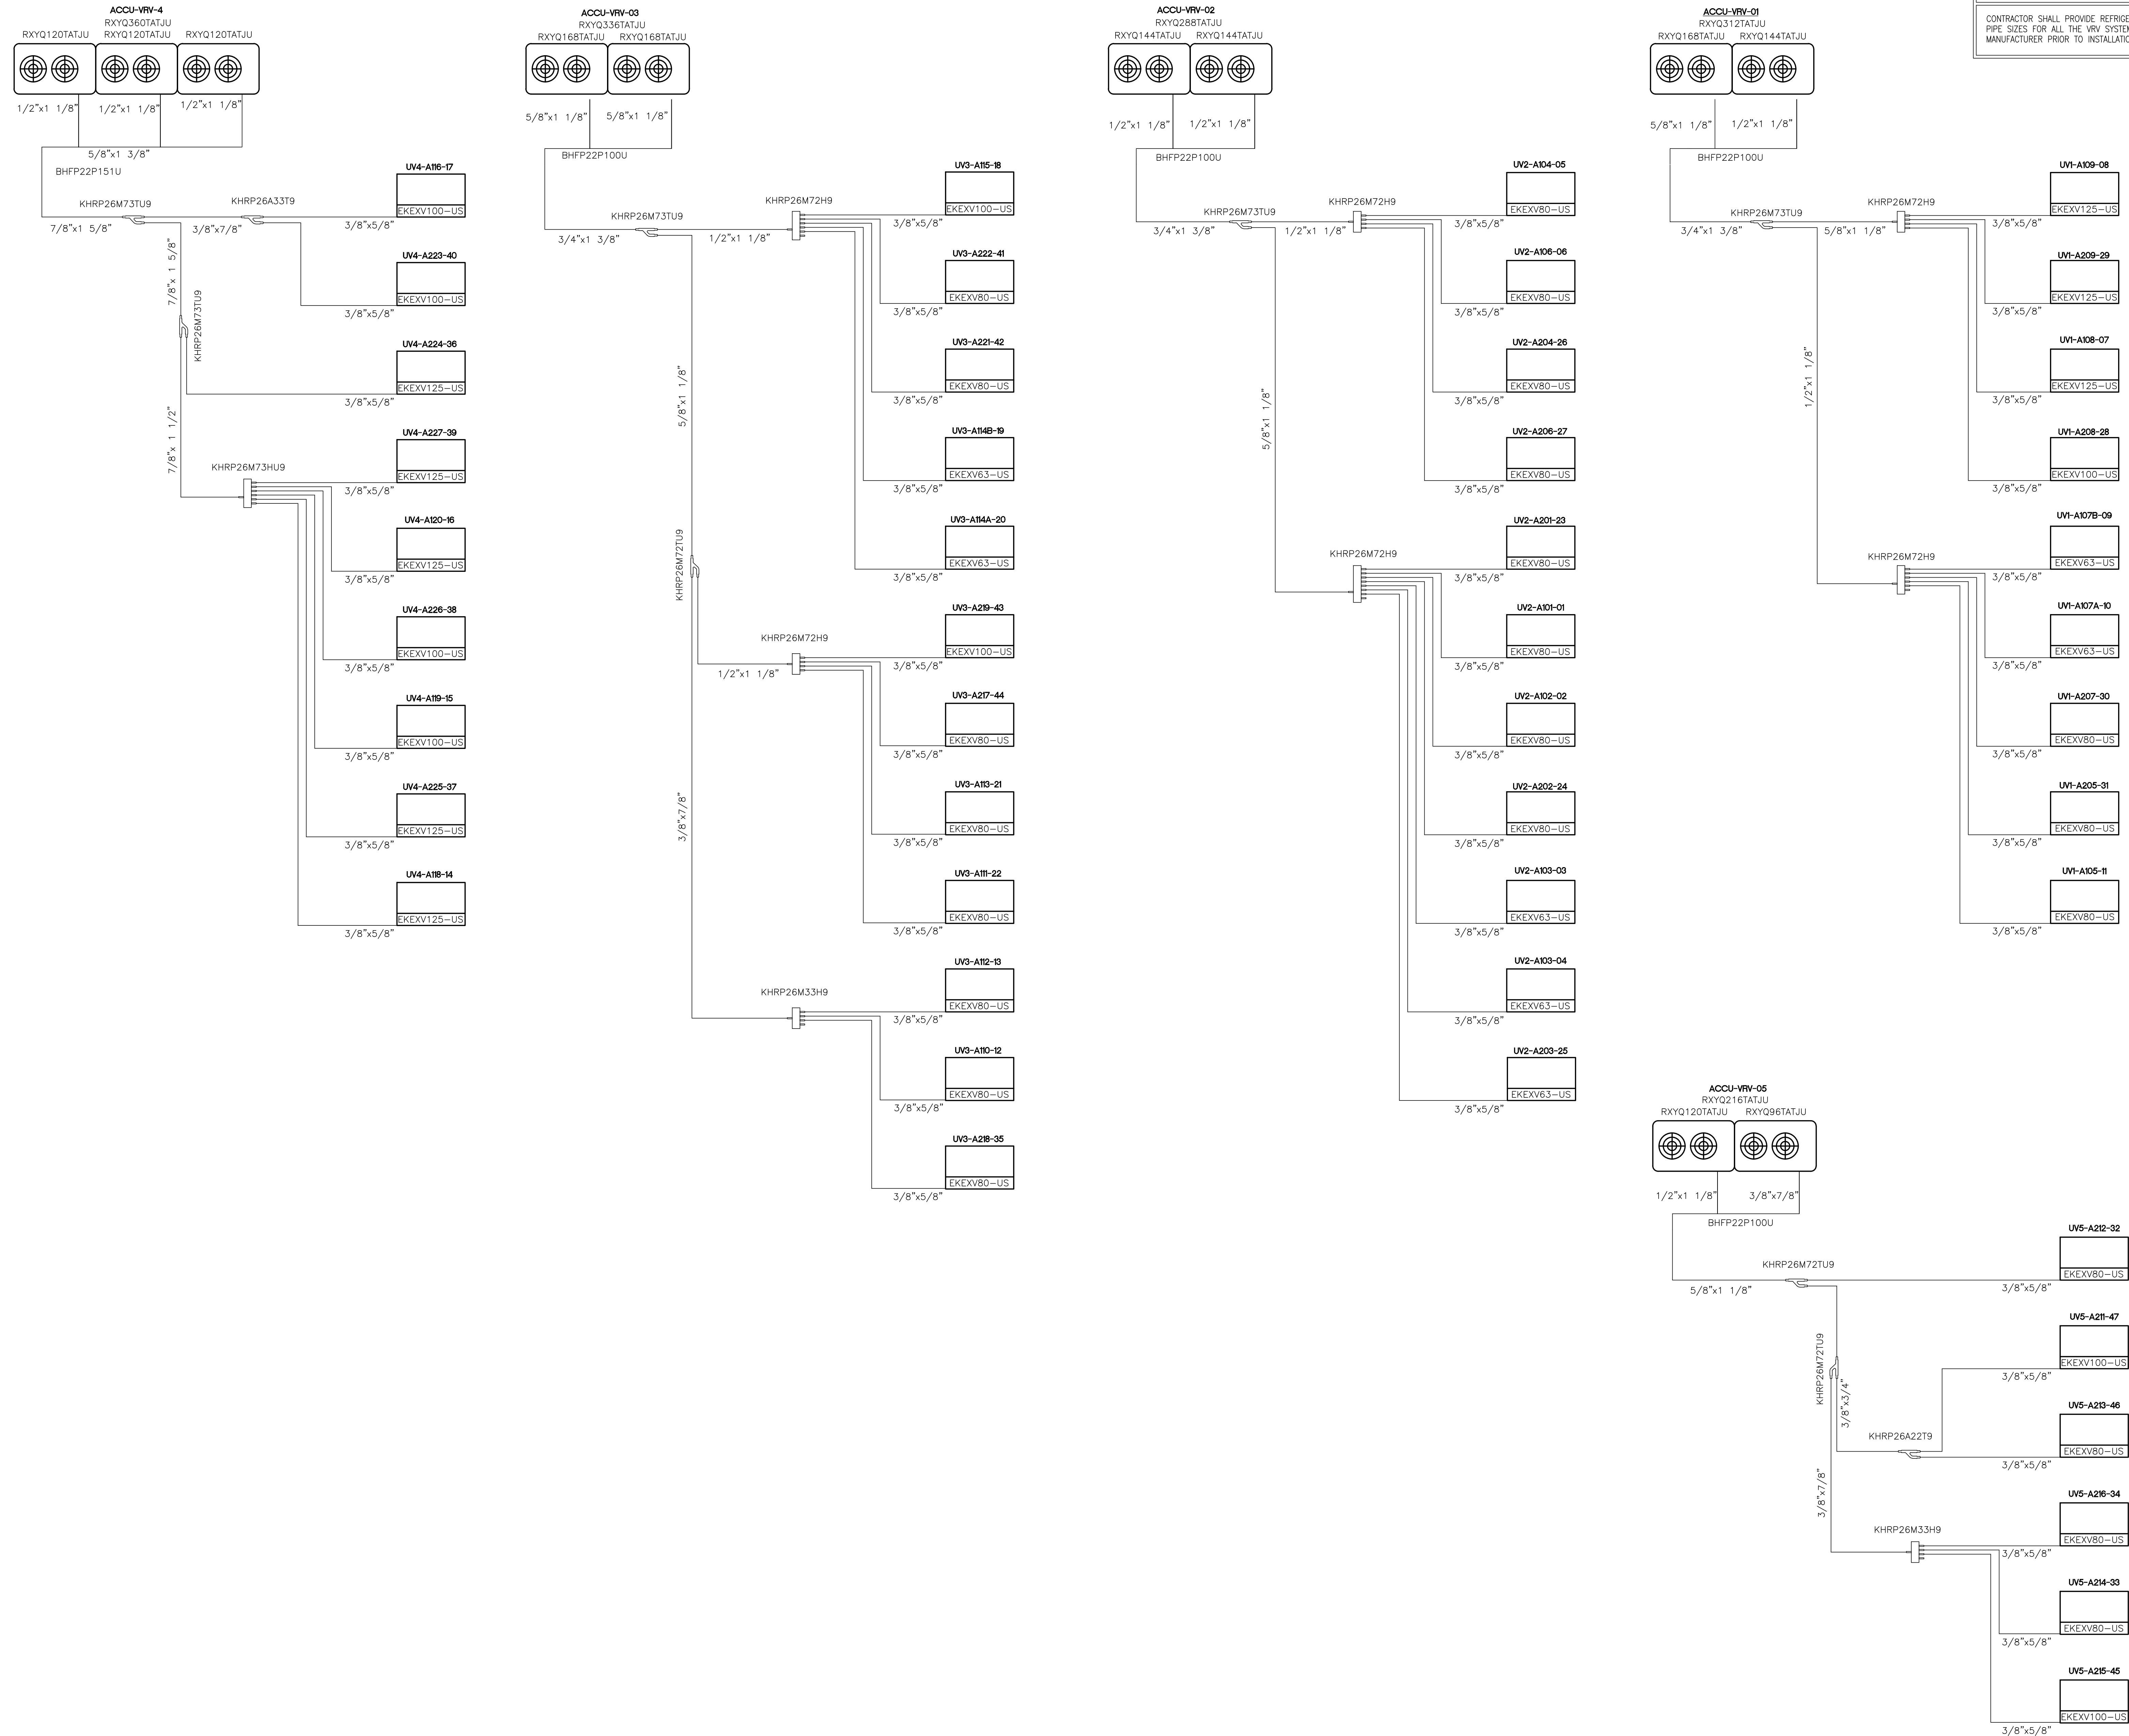 ACCU-VRV-4
RXYQ360TATJU
RXYQ120TATJU RXYQ120TATJU RXYQ120TATJU
1/2"x1 1/8" 1/2"x1 1/8" 1/2"x1 1/8"
5/8"x1 3/8"
BHFP22P151U
KHRP26M73TU9
KHRP26A33T9
7/8"x1 5/8"
3/8"x7/8"
7/8"x 1 5/8"
KHRP26M73TU9
7/8"x 1 1/2"
KHRP26M73HU9
UV4-A116-17
EKEXV100-US
3/8"x5/8"
UV4-A223-40
EKEXV100-US
3/8"x5/8"
UV4-A224-36
EKEXV125-US
3/8"x5/8"
UV4-A227-39
EKEXV125-US
3/8"x5/8"
UV4-A120-16
EKEXV125-US
3/8"x5/8"
UV4-A226-38
EKEXV100-US
3/8"x5/8"
UV4-A119-15
EKEXV100-US
3/8"x5/8"
UV4-A225-37
EKEXV125-US
3/8"x5/8"
UV4-A118-14
EKEXV125-US
3/8"x5/8"
ACCU-VRV-03
RXYQ336TATJU
RXYQ168TATJU RXYQ168TATJU
5/8"x1 1/8" 5/8"x1 1/8"
BHFP22P100U
KHRP26M73TU9
3/4"x1 3/8"
1/2"x1 1/8"
KHRP26M72H9
5/8"x1 1/8"
KHRP26M72TU9
KHRP26M72H9
1/2"x1 1/8"
3/8"x7/8"
KHRP26M33H9
UV3-A115-18
EKEXV100-US
3/8"x5/8"
UV3-A222-41
EKEXV80-US
3/8"x5/8"
UV3-A221-42
EKEXV80-US
3/8"x5/8"
UV3-A114B-19
EKEXV63-US
3/8"x5/8"
UV3-A114A-20
EKEXV63-US
3/8"x5/8"
UV3-A219-43
EKEXV100-US
3/8"x5/8"
UV3-A217-44
EKEXV80-US
3/8"x5/8"
UV3-A113-21
EKEXV80-US
3/8"x5/8"
UV3-A111-22
EKEXV80-US
3/8"x5/8"
UV3-A112-13
EKEXV80-US
3/8"x5/8"
UV3-A110-12
EKEXV80-US
3/8"x5/8"
UV3-A218-35
EKEXV80-US
3/8"x5/8"
ACCU-VRV-02
RXYQ288TATJU
RXYQ144TATJU RXYQ144TATJU
1/2"x1 1/8" 1/2"x1 1/8"
BHFP22P100U
KHRP26M73TU9
3/4"x1 3/8"
1/2"x1 1/8"
KHRP26M72H9
5/8"x1 1/8"
KHRP26M72H9
UV2-A104-05
EKEXV80-US
3/8"x5/8"
UV2-A106-06
EKEXV80-US
3/8"x5/8"
UV2-A204-26
EKEXV80-US
3/8"x5/8"
UV2-A206-27
EKEXV80-US
3/8"x5/8"
UV2-A201-23
EKEXV80-US
3/8"x5/8"
UV2-A101-01
EKEXV80-US
3/8"x5/8"
UV2-A102-02
EKEXV80-US
3/8"x5/8"
UV2-A202-24
EKEXV80-US
3/8"x5/8"
UV2-A103-03
EKEXV63-US
3/8"x5/8"
UV2-A103-04
EKEXV63-US
3/8"x5/8"
UV2-A203-25
EKEXV63-US
3/8"x5/8"
ACCU-VRV-01
RXYQ312TATJU
RXYQ168TATJU RXYQ144TATJU
5/8"x1 1/8" 1/2"x1 1/8"
BHFP22P100U
KHRP26M73TU9
3/4"x1 3/8"
5/8"x1 1/8"
KHRP26M72H9
1/2"x1 1/8"
KHRP26M72H9
UV1-A109-08
EKEXV125-US
3/8"x5/8"
UV1-A209-29
EKEXV125-US
3/8"x5/8"
UV1-A108-07
EKEXV125-US
3/8"x5/8"
UV1-A208-28
EKEXV100-US
3/8"x5/8"
UV1-A107B-09
EKEXV63-US
3/8"x5/8"
UV1-A107A-10
EKEXV63-US
3/8"x5/8"
UV1-A207-30
EKEXV80-US
3/8"x5/8"
UV1-A205-31
EKEXV80-US
3/8"x5/8"
UV1-A105-11
EKEXV80-US
3/8"x5/8"
CONTRACTOR SHALL PROVIDE REFRIGE
PIPE SIZES FOR ALL THE VRV SYSTEM
MANUFACTURER PRIOR TO INSTALLATIO
ACCU-VRV-05
RXYQ216TATJU
RXYQ120TATJU RXYQ96TATJU
1/2"x1 1/8" 3/8"x7/8"
BHFP22P100U
KHRP26M72TU9
5/8"x1 1/8"
KHRP26M72TU9
3/8"x3/4"
KHRP26A22T9
3/8"x7/8"
KHRP26M33H9
UV5-A212-32
EKEXV80-US
3/8"x5/8"
UV5-A211-47
EKEXV100-US
3/8"x5/8"
UV5-A213-46
EKEXV80-US
3/8"x5/8"
UV5-A216-34
EKEXV80-US
3/8"x5/8"
UV5-A214-33
EKEXV80-US
3/8"x5/8"
UV5-A215-45
EKEXV100-US
3/8"x5/8"